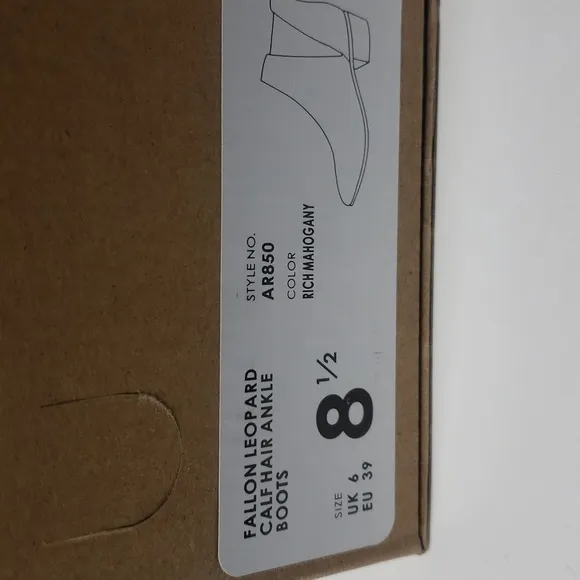 FALLON LEOPARD
CALF HAIR ANKLE
BOOTS
STYLE NO.
AR850
COLOR
RICH MAHOGANY
SIZE
UK 6
EU 39
8 1/2